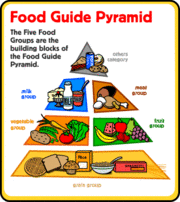 Food Guide Pyramid
The Five Food
Groups are the
building blocks of
the Food Guide
Pyramid.
others
category
milk
group
meat
group
vegetable
group
fruit
group
grain group